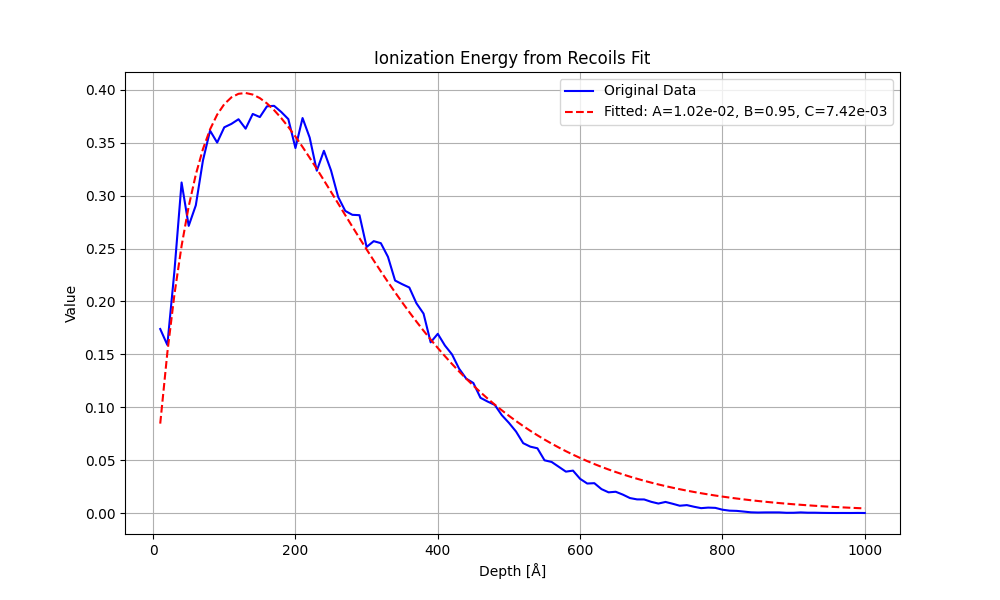 Ionization Energy from Recoils Fit
Original Data
Fitted: A=1.02e-02, B=0.95, C=7.42e-03
0.40
0.35
0.30
0.25
0.20
0.15
0.10
0.05
0.00
Value
0 200 400 600 800 1000
Depth [Å]